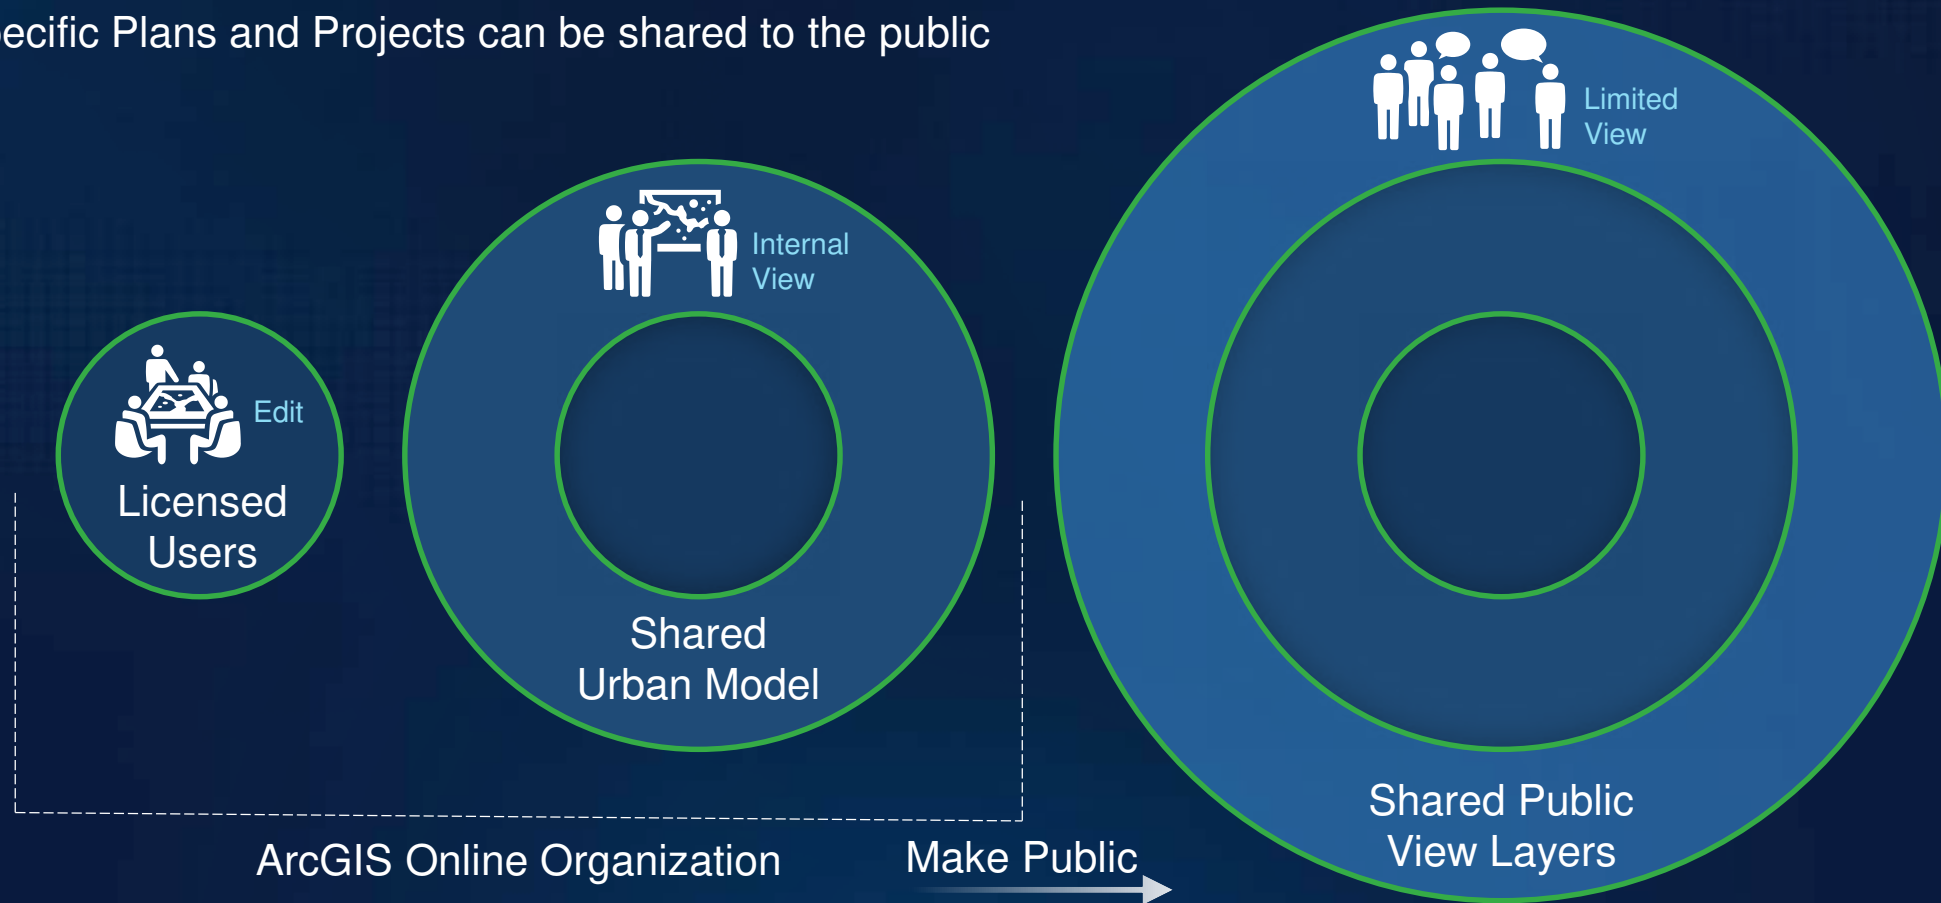 Plans and Projects can be shared to the public
Limited
View
Internal
View
Edit
Licensed
Users
Shared
Urban Model
Shared Public
View Layers
ArcGIS Online Organization
Make Public